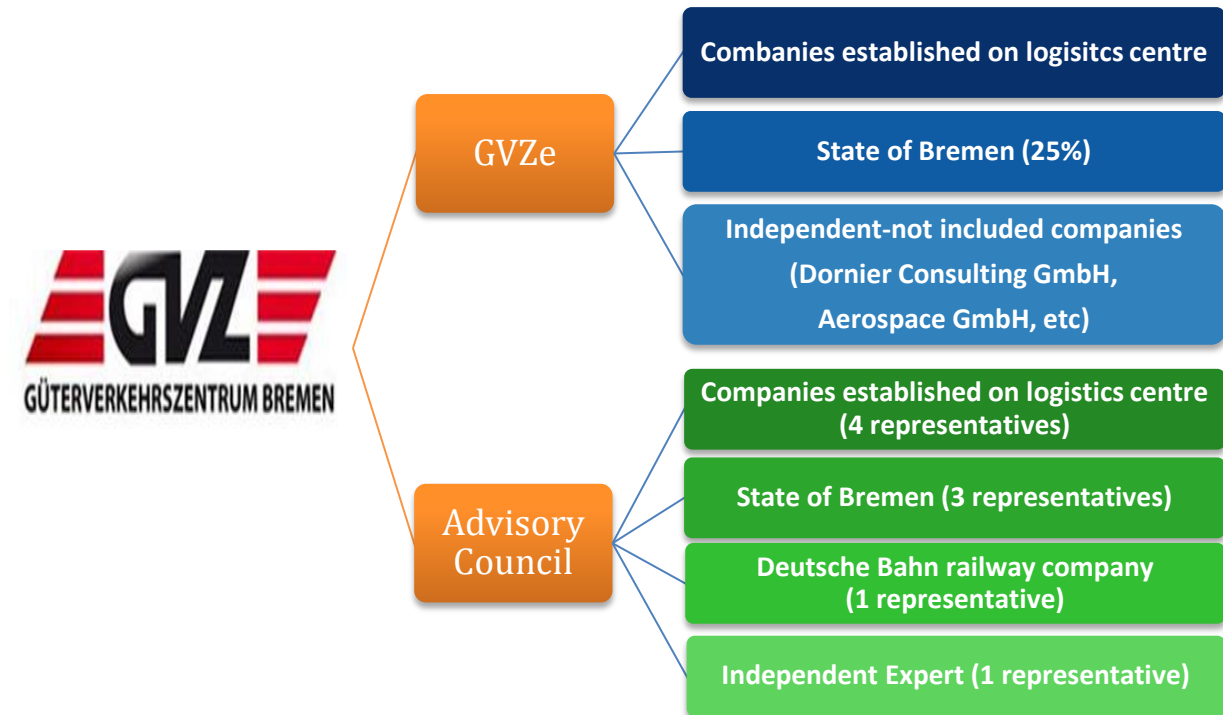 GVZ
GÜTERVERKEHRSZENTRUM BREMEN
GVZe
Combanies established on logisitcs centre
State of Bremen (25%)
Independent-not included companies
(Dornier Consulting GmbH,
Aerospace GmbH, etc)
Advisory
Council
Companies established on logistics centre
(4 representatives)
State of Bremen (3 representatives)
Deutsche Bahn railway company
(1 representative)
Independent Expert (1 representative)